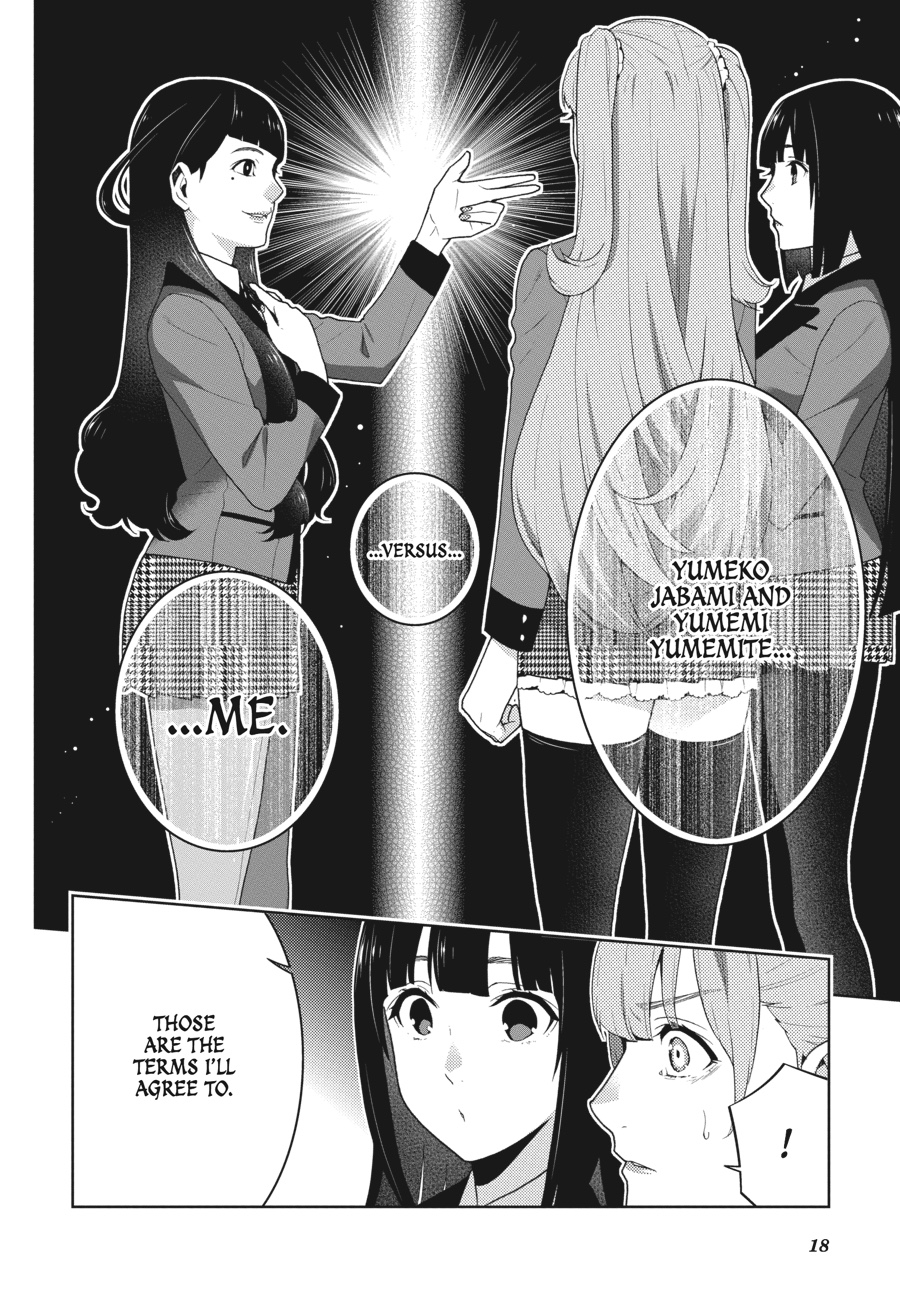 YUMEKO
JABAMI AND
YUMEMI
YUMEMITE...
...VERSUS...
...ME.
!
THOSE
ARE THE
TERMS I'LL
AGREE TO.
18